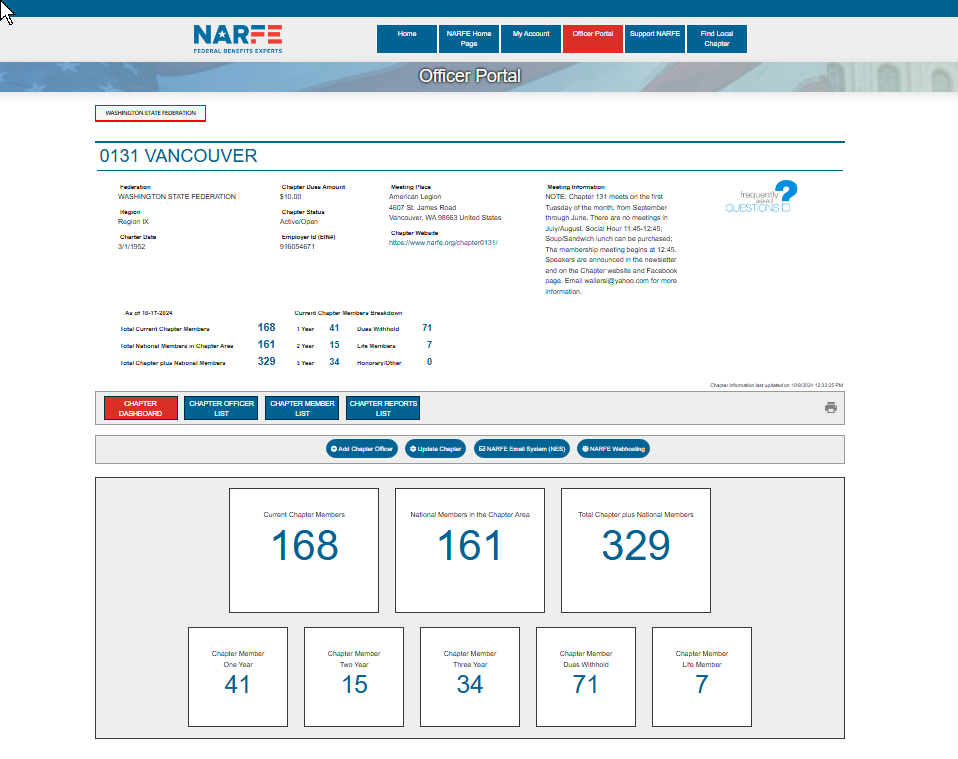 NARFE
FEDERAL BENEFITS EXPERTS
Home
NARFE Home
Page
My Account
Officer Portal
Support NARFE
Find Local
Chapter
Officer Portal
WASHINGTON STATE FEDERATION
0131 VANCOUVER
Federation
WASHINGTON STATE FEDERATION
Region
Region IX
Charter Date
3/1/1952
Chapter Dues Amount
$10.00
Chapter Status
Active/Open
Employer Id (EIN#)
916054671
Meeting Place
American Legion
4607 St. James Road
Vancouver, WA 98663 United States
Chapter Website
https://www.narfe.org/chapter0131/
Meeting Information
NOTE: Chapter 131 meets on the first
Tuesday of the month, from September
through June. There are no meetings in
July/August. Social Hour 11:45-12:45;
Soup/Sandwich lunch can be purchased;
The membership meeting begins at 12:45.
Speakers are announced in the newsletter
and on the Chapter website and Facebook
page. Email wallersl@yahoo.com for more
information.
frequently
asked
QUESTIONS
As of 10-17-2024
Current Chapter Members Breakdown
Total Current Chapter Members 168 1 Year 41 Dues Withhold 71
Total National Members in Chapter Area 161 2 Year 15 Life Members 7
Total Chapter plus National Members 329 3 Year 34 Honorary/Other 0
Chapter Information last updated on 10/9/2024 12:33:25 PM
CHAPTER
DASHBOARD
CHAPTER OFFICER
LIST
CHAPTER MEMBER
LIST
CHAPTER REPORTS
LIST
Add Chapter Officer
Update Chapter
NARFE Email System (NES)
NARFE Webhosting
Current Chapter Members
168
National Members in the Chapter Area
161
Total Chapter plus National Members
329
Chapter Member
One Year
41
Chapter Member
Two Year
15
Chapter Member
Three Year
34
Chapter Member
Dues Withhold
71
Chapter Member
Life Member
7